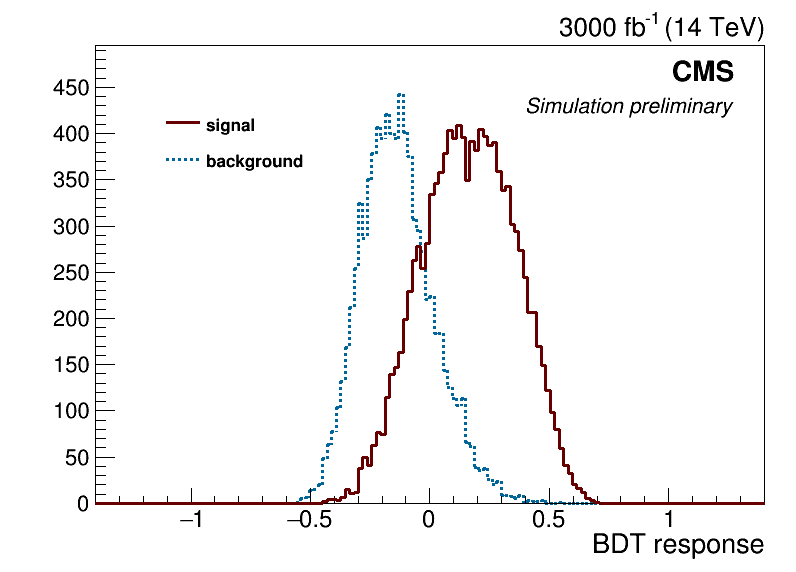 3000 fb⁻¹ (14 TeV)
CMS
Simulation preliminary
signal
background
450
400
350
300
250
200
150
100
50
0
−1 −0.5 0 0.5 1
BDT response